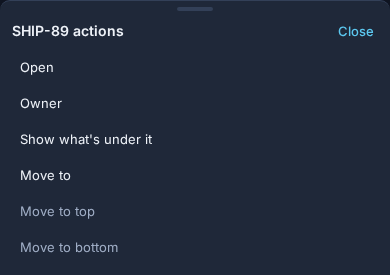 SHIP-89 actions
Close
Open
Owner
Show what's under it
Move to
Move to top
Move to bottom